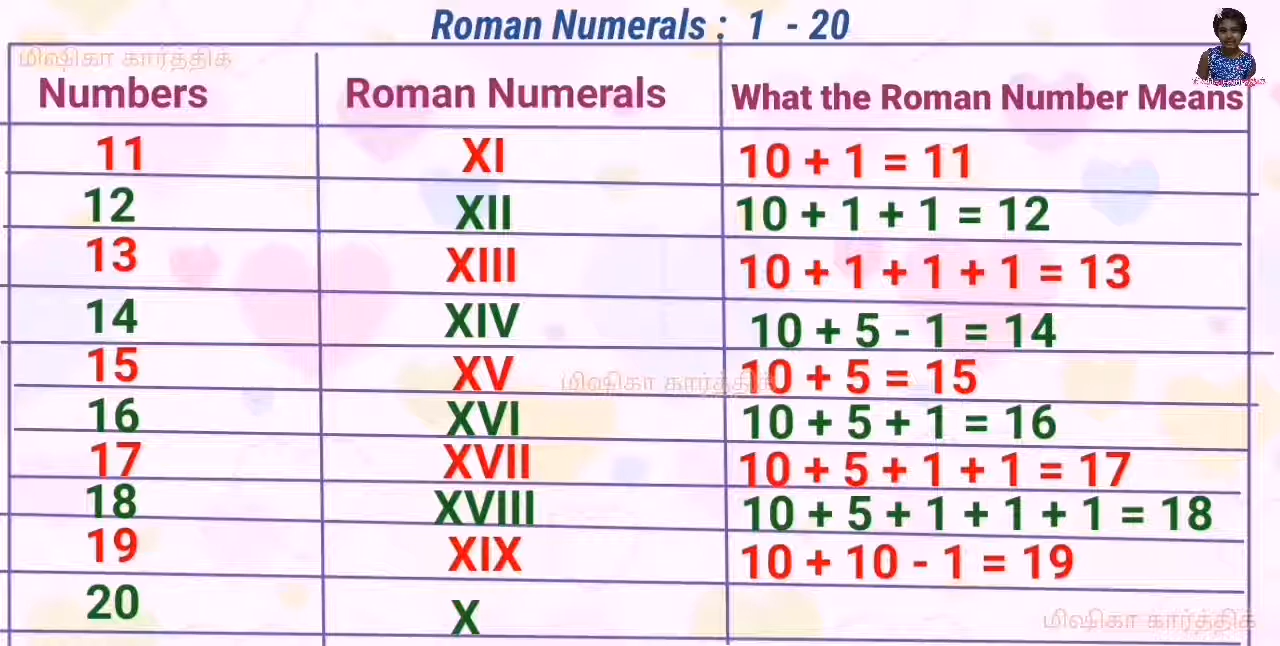 Roman Numerals : 1 - 20
மிஷிகா கார்த்திக்
Numbers Roman Numerals What the Roman Number Means
11 XI 10 + 1 = 11
12 XII 10 + 1 + 1 = 12
13 XIII 10 + 1 + 1 + 1 = 13
14 XIV 10 + 5 - 1 = 14
15 XV 10 + 5 = 15
மிஷிகா கார்த்திக்
16 XVI 10 + 5 + 1 = 16
17 XVII 10 + 5 + 1 + 1 = 17
18 XVIII 10 + 5 + 1 + 1 + 1 = 18
19 XIX 10 + 10 - 1 = 19
20 X
மிஷிகா கார்த்திக்